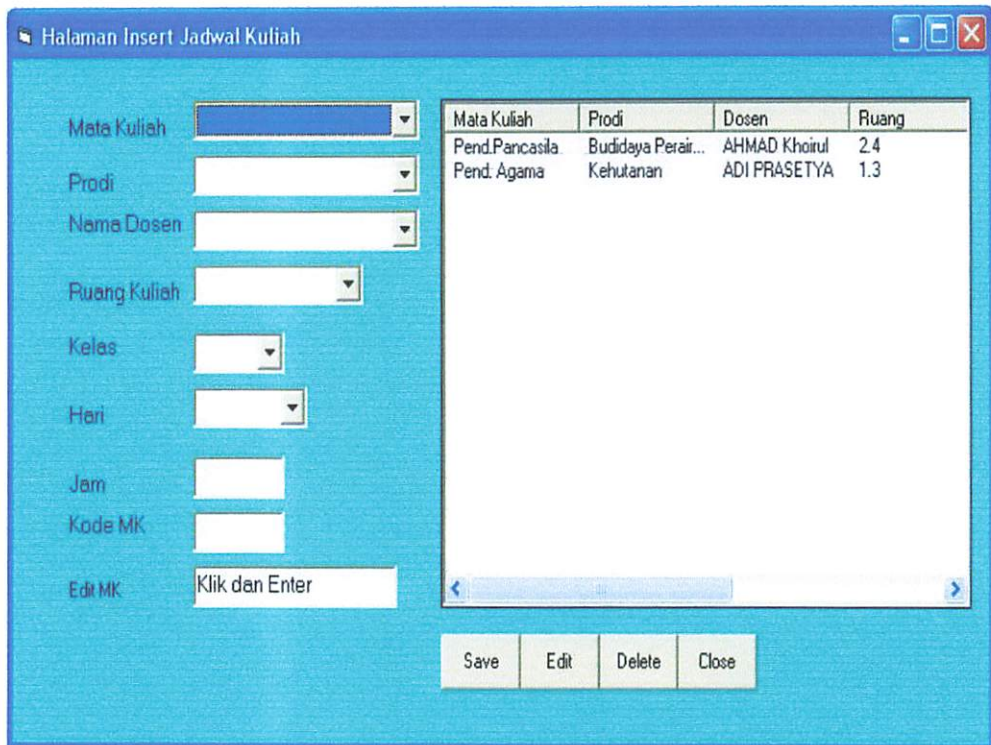 Halaman Insert Jadwal Kuliah
Mata Kuliah
Prodi
Nama Dosen
Ruang Kuliah
Kelas
Hari
Jam
Kode MK
Edit MK Klik dan Enter
Mata Kuliah Prodi Dosen Ruang
Pend.Pancasila. Budidaya Perair... AHMAD Khoirul 2.4
Pend. Agama Kehutanan ADI PRASETYA 1.3
Save Edit Delete Close